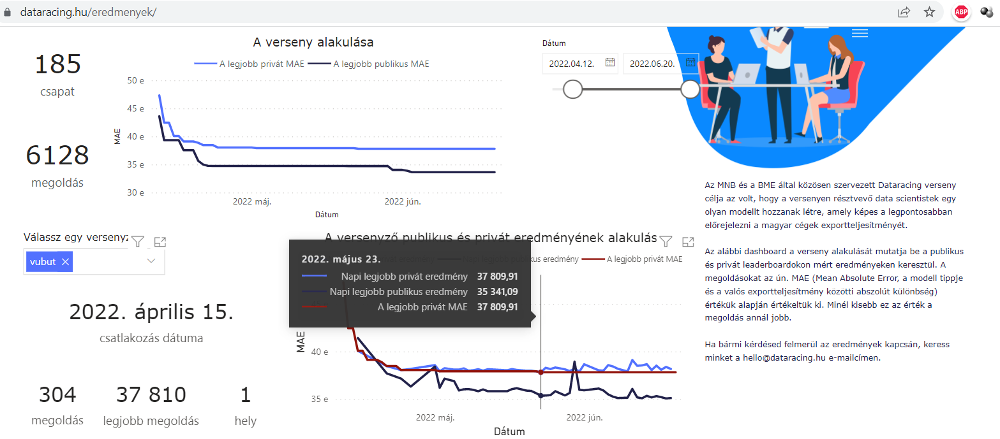 dataracing.hu/eredmenyek/
ABP
185
csapat
6128
megoldás
A verseny alakulása
A legjobb privát MAE A legjobb publikus MAE
50 e
45 e
40 e
35 e
30 e
MAE
2022 máj. 2022 jún.
Dátum
Dátum
2022.04.12. 2022.06.20.
Az MNB és a BME által közösen szervezett Dataracing verseny
célja az volt, hogy a versenyen résztvevő data scientistek egy
olyan modellt hozzanak létre, amely képes a legpontosabban
előrejelezni a magyar cégek exportteljesítményét.
Az alábbi dashboard a verseny alakulását mutatja be a publikus
és privát leaderboardokon mért eredményeken keresztül. A
megoldásokat az ún. MAE (Mean Absolute Error, a modell tippje
és a valós exportteljesítmény közötti abszolút különbség)
értékük alapján értékeltük ki. Minél kisebb ez az érték a
megoldás annál jobb.
Ha bármi kérdésed felmerül az eredmények kapcsán, keress
minket a hello@dataracing.hu e-mailcímen.
Válassz egy versenyz
vubut
2022. április 15.
csatlakozás dátuma
304
megoldás
37 810
legjobb megoldás
1
hely
A versenyző publikus és privát eredményének alakulás
eredmény A legjobb privát MAE
2022. május 23.
Napi legjobb privát eredmény 37 809,91
Napi legjobb publikus eredmény 35 341,09
A legjobb privát MAE 37 809,91
MAE
40 e
35 e
2022 máj. 2022 jún.
Dátum